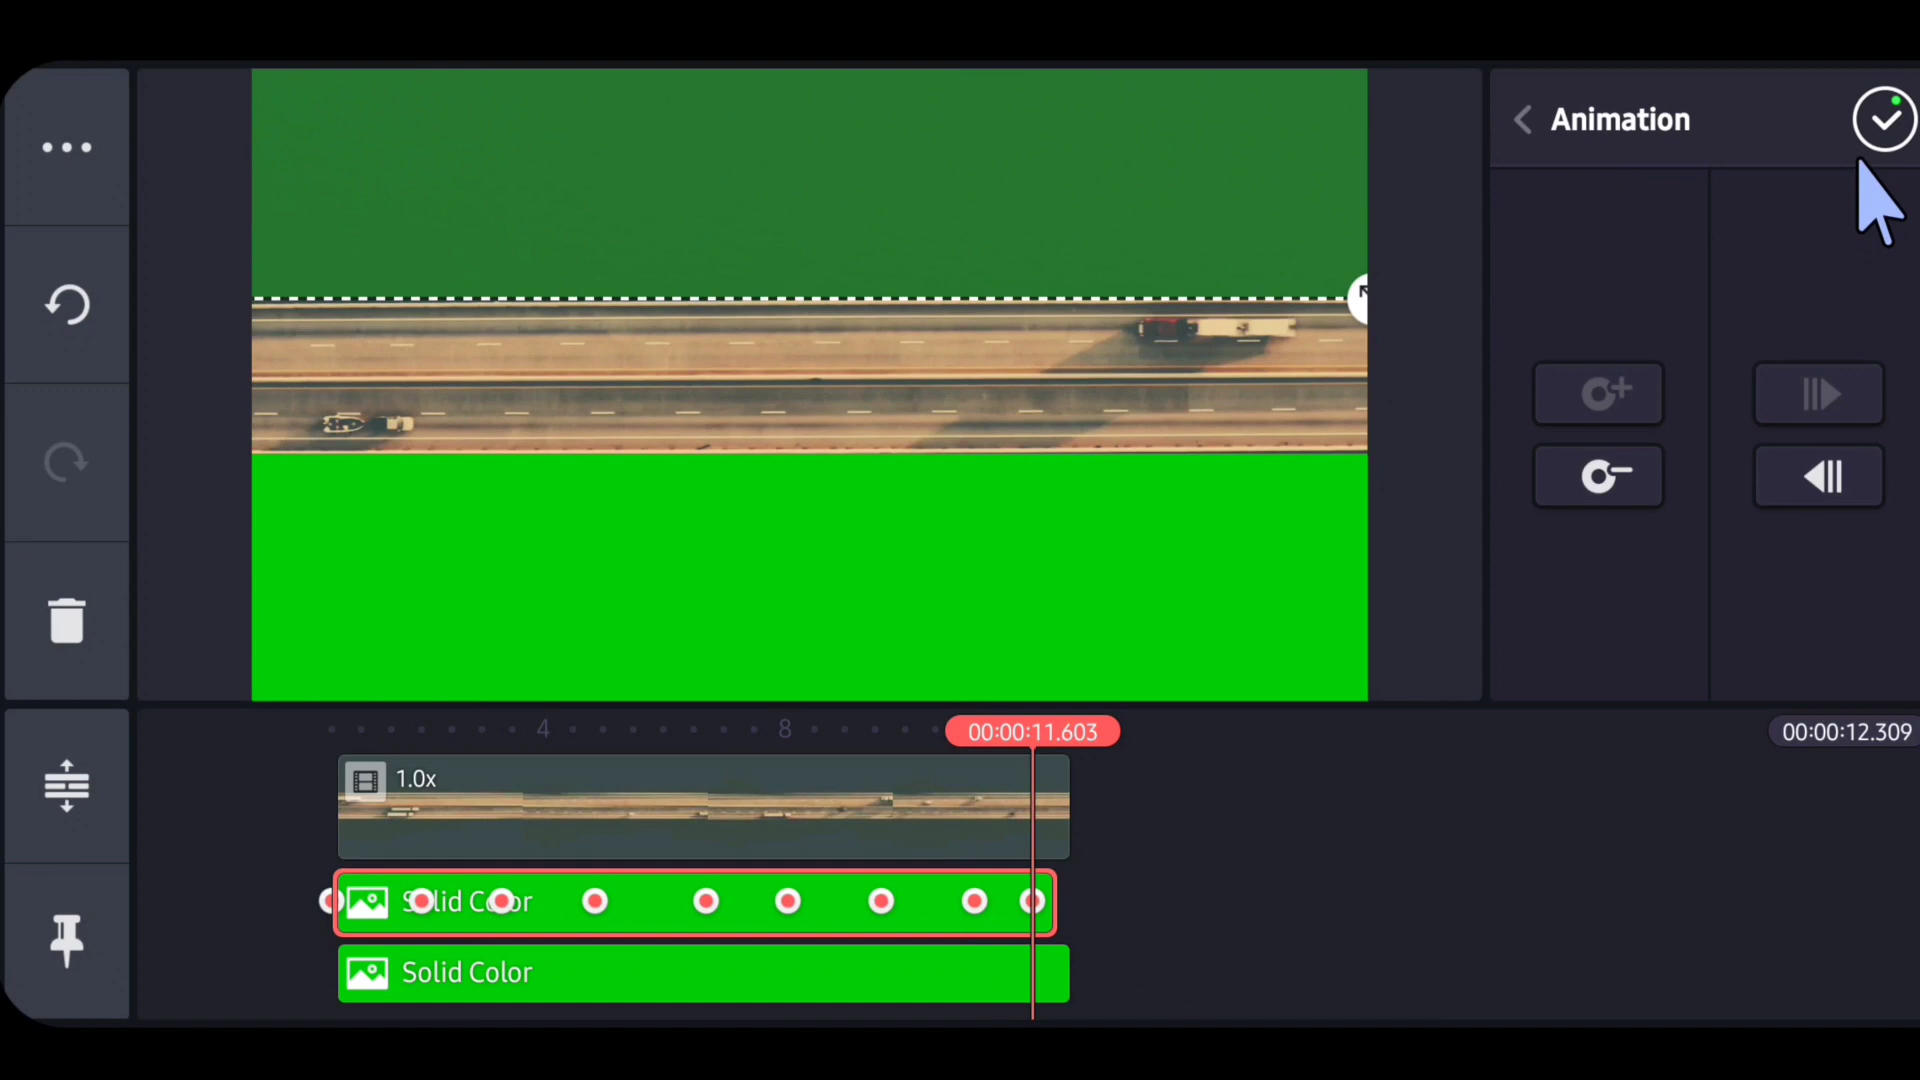 Animation
4
8
00:00:11.603
00:00:12.309
1.0x
Solid Color
Solid Color